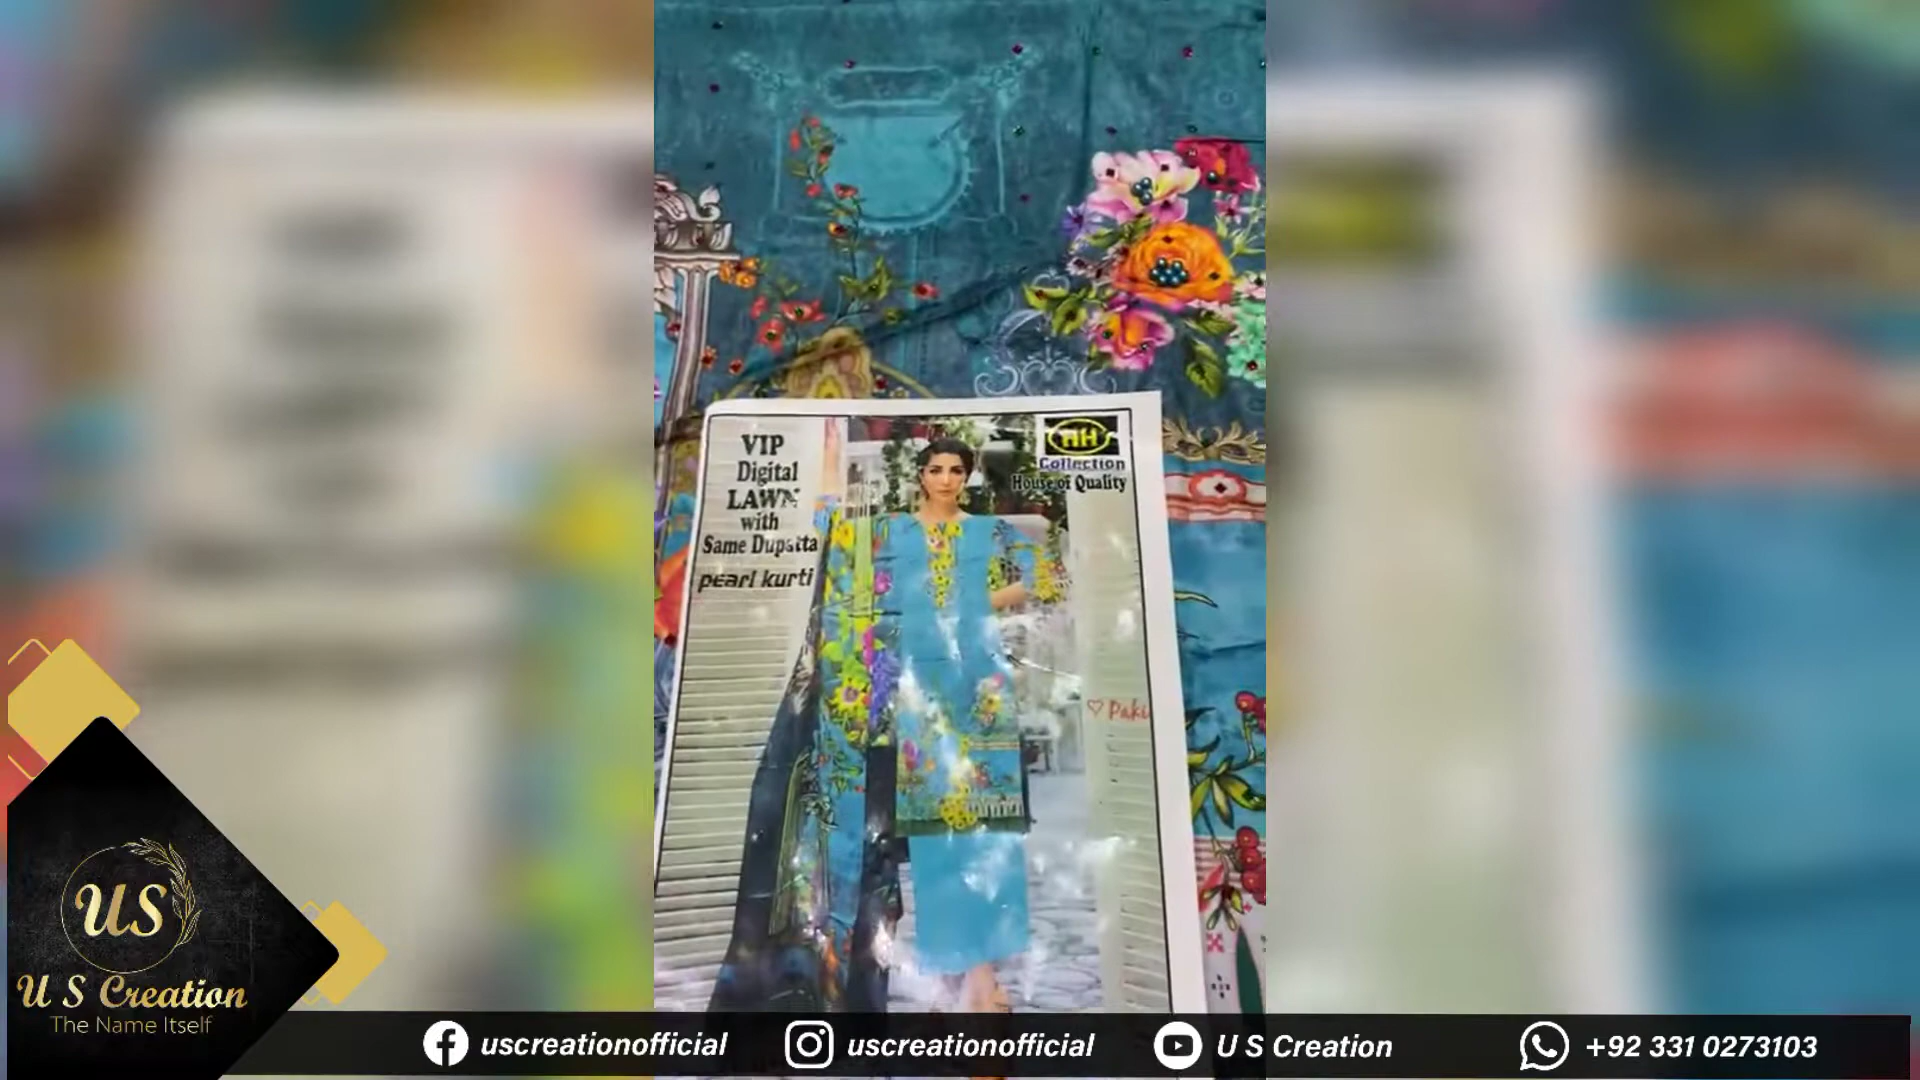 VIP
Digital
LAWN
with
Same Dupatta
pearl kurti
HH
Collection
House of Quality
US
U S Creation
The Name Itself
uscreationofficial
uscreationofficial
U S Creation
+92 331 0273103